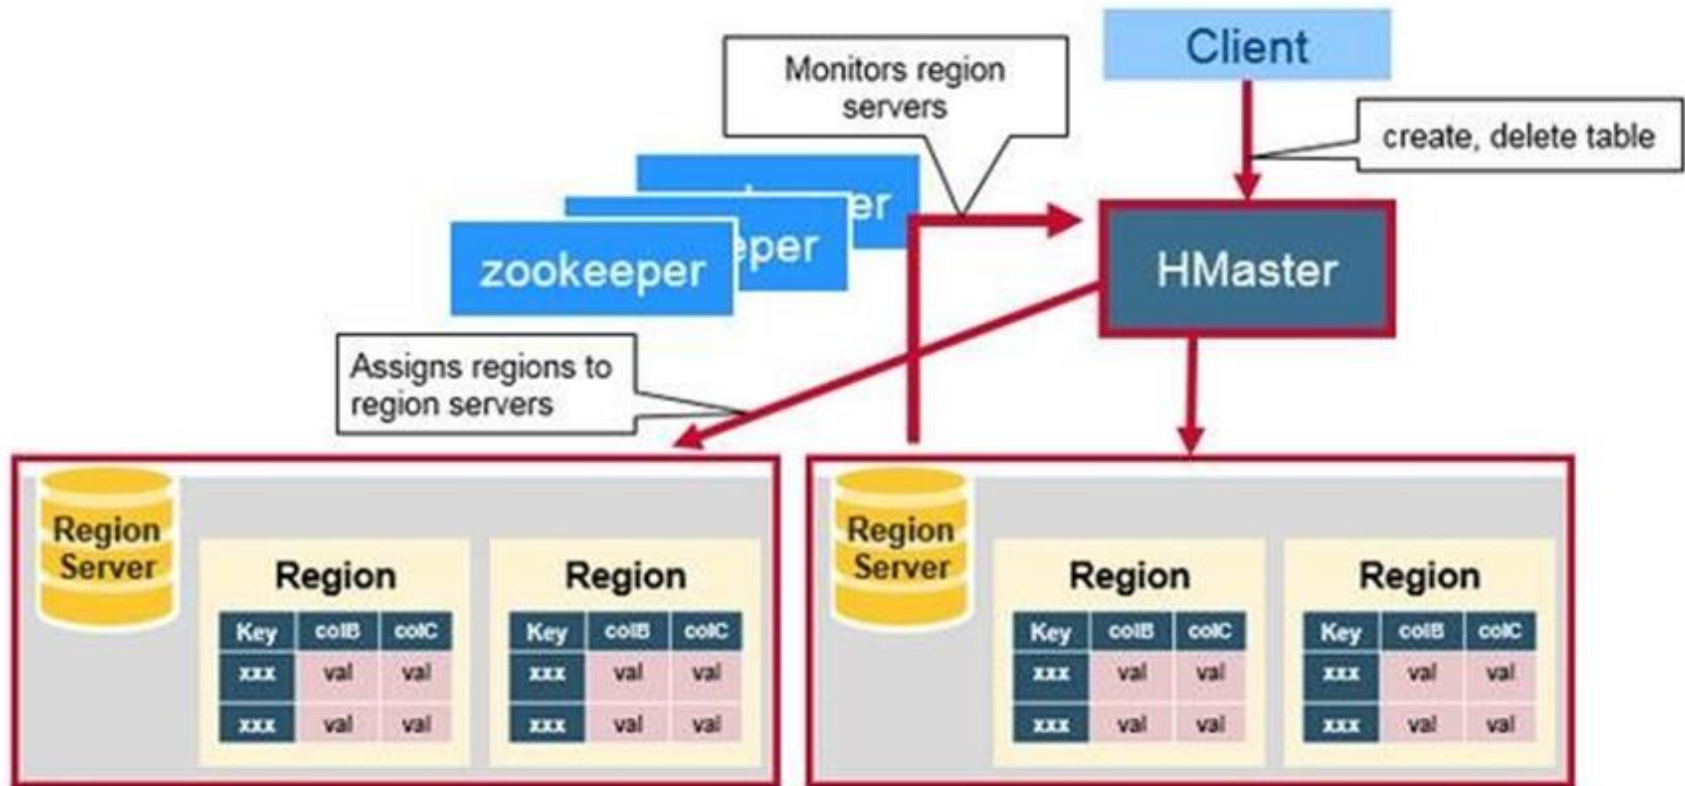 Client
Monitors region
servers
create, delete table
er
eper
zookeeper
HMaster
Assigns regions to
region servers
Region
Server
Region
Key colB colC
xxx val val
xxx val val
Region
Key colB colC
xxx val val
xxx val val
Region
Server
Region
Key colB colC
xxx val val
xxx val val
Region
Key colB colC
xxx val val
xxx val val